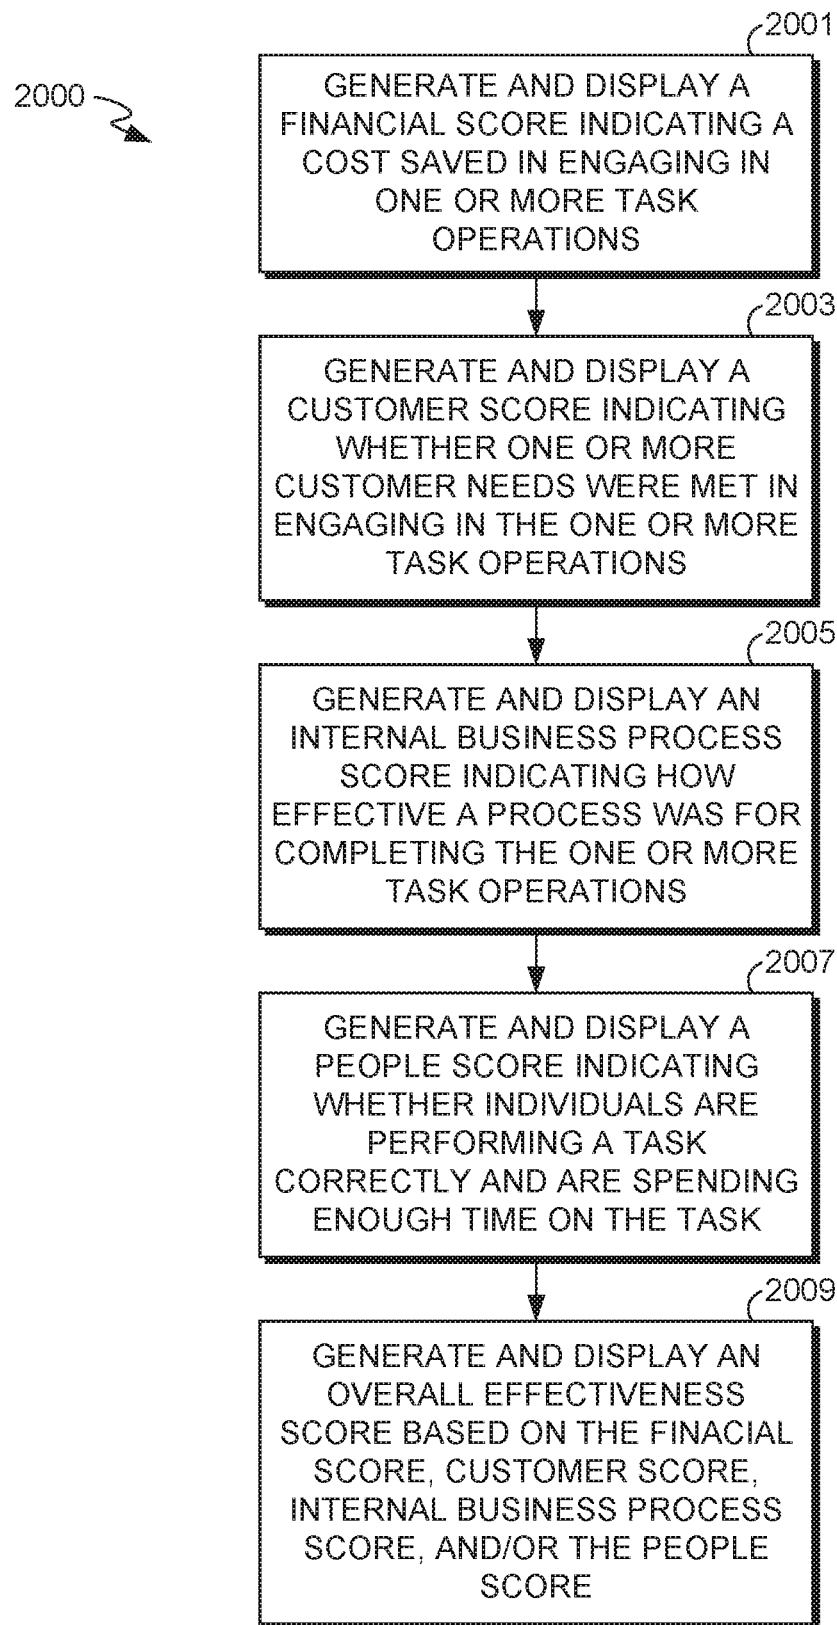 2000
2001
GENERATE AND DISPLAY A
FINANCIAL SCORE INDICATING A
COST SAVED IN ENGAGING IN
ONE OR MORE TASK
OPERATIONS
2003
GENERATE AND DISPLAY A
CUSTOMER SCORE INDICATING
WHETHER ONE OR MORE
CUSTOMER NEEDS WERE MET IN
ENGAGING IN THE ONE OR MORE
TASK OPERATIONS
2005
GENERATE AND DISPLAY AN
INTERNAL BUSINESS PROCESS
SCORE INDICATING HOW
EFFECTIVE A PROCESS WAS FOR
COMPLETING THE ONE OR MORE
TASK OPERATIONS
2007
GENERATE AND DISPLAY A
PEOPLE SCORE INDICATING
WHETHER INDIVIDUALS ARE
PERFORMING A TASK
CORRECTLY AND ARE SPENDING
ENOUGH TIME ON THE TASK
2009
GENERATE AND DISPLAY AN
OVERALL EFFECTIVENESS
SCORE BASED ON THE FINACIAL
SCORE, CUSTOMER SCORE,
INTERNAL BUSINESS PROCESS
SCORE, AND/OR THE PEOPLE
SCORE